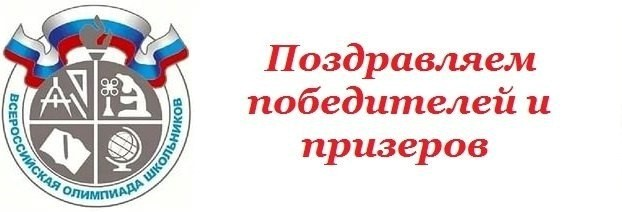 ВСЕРОССИЙСКАЯ ОЛИМПИАДА ШКОЛЬНИКОВ
Поздравляем
победителей и
призеров